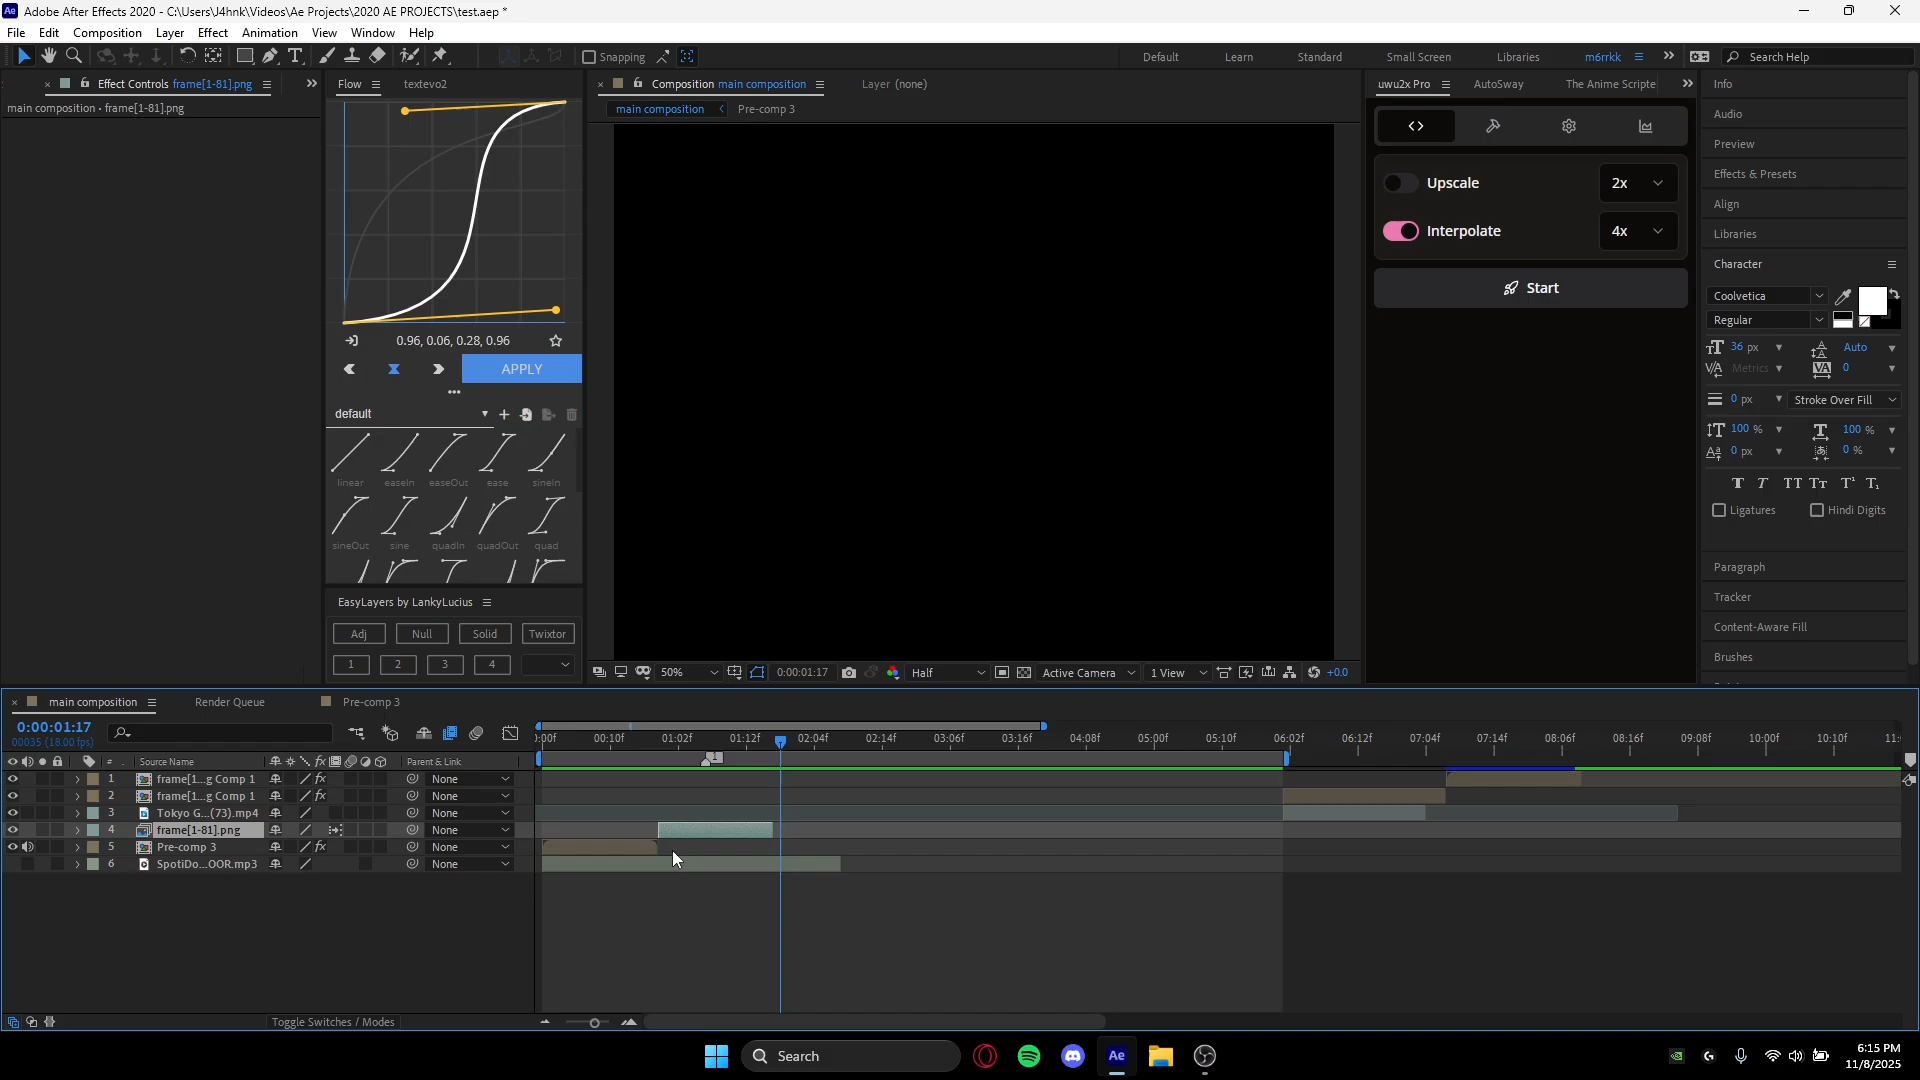 Ae Adobe After Effects 2020 - C:\Users\J4hnk\Videos\Ae Projects\2020 AE PROJECTS\test.aep *
File Edit Composition Layer Effect Animation View Window Help
Snapping
Default Learn Standard Small Screen Libraries m6rrkk Search Help
Effect Controls frame[1-81].png
main composition • frame[1-81].png
Flow textevo2
0.96, 0.06, 0.28, 0.96
APPLY
default
linear easeIn easeOut ease sineIn
sineOut sine quadIn quadOut quad
EasyLayers by LankyLucius
Adj Null Solid Twixtor
1 2 3 4
Composition main composition Layer (none)
main composition Pre-comp 3
50% 0:00:01:17 Half Active Camera 1 View +0.0
uwu2x Pro AutoSway The Anime Scripte
Upscale 2x
Interpolate 4x
Start
Info
Audio
Preview
Effects & Presets
Align
Libraries
Character
Coolvetica
Regular
36 px Auto
Metrics 0
0 px Stroke Over Fill
100 % 100 %
0 px 0 %
Ligatures Hindi Digits
Paragraph
Tracker
Content-Aware Fill
Brushes
main composition Render Queue Pre-comp 3
0:00:01:17
00035 (18.00 fps)
):00f 00:10f 01:02f 01:12f 02:04f 02:14f 03:06f 03:16f 04:08f 05:00f 05:10f 06:02f 06:12f 07:04f 07:14f 08:06f 08:16f 09:08f 10:00f 10:10f 11:
1
# Source Name Parent & Link
1 frame[1...g Comp 1 None
2 frame[1...g Comp 1 None
3 Tokyo G...(73).mp4 None
4 frame[1-81].png None
5 Pre-comp 3 None
6 SpotiDo...OOR.mp3 None
Toggle Switches / Modes
Search
Ae
6:15 PM
11/8/2025